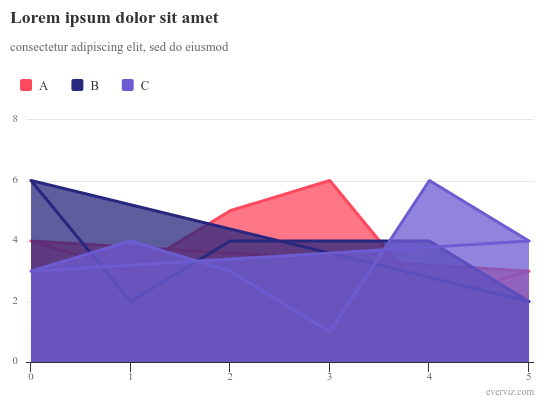 Lorem ipsum dolor sit amet
consectetur adipiscing elit, sed do eiusmod
A B C
8
6
4
2
0
0 1 2 3 4 5
everviz.com